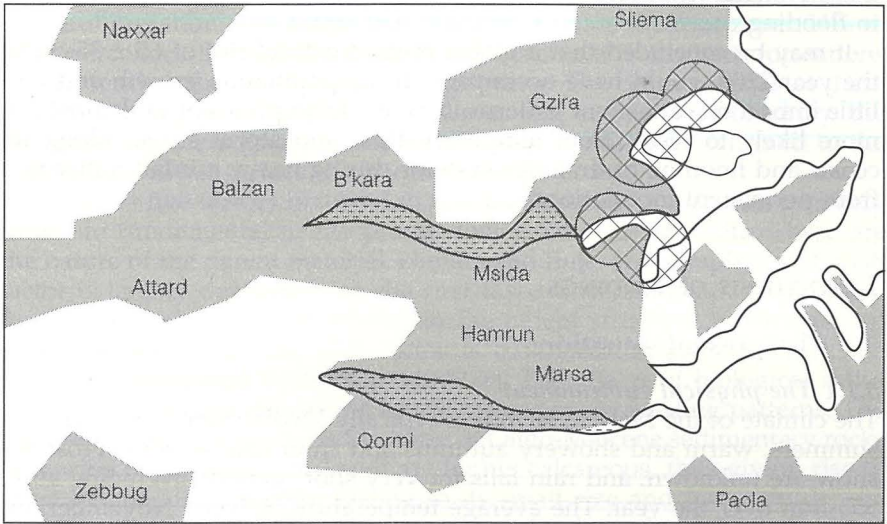 Naxxar
Sliema
Gzira
Balzan
B'kara
Msida
Attard
Hamrun
Marsa
Qormi
Zebbug
Paola